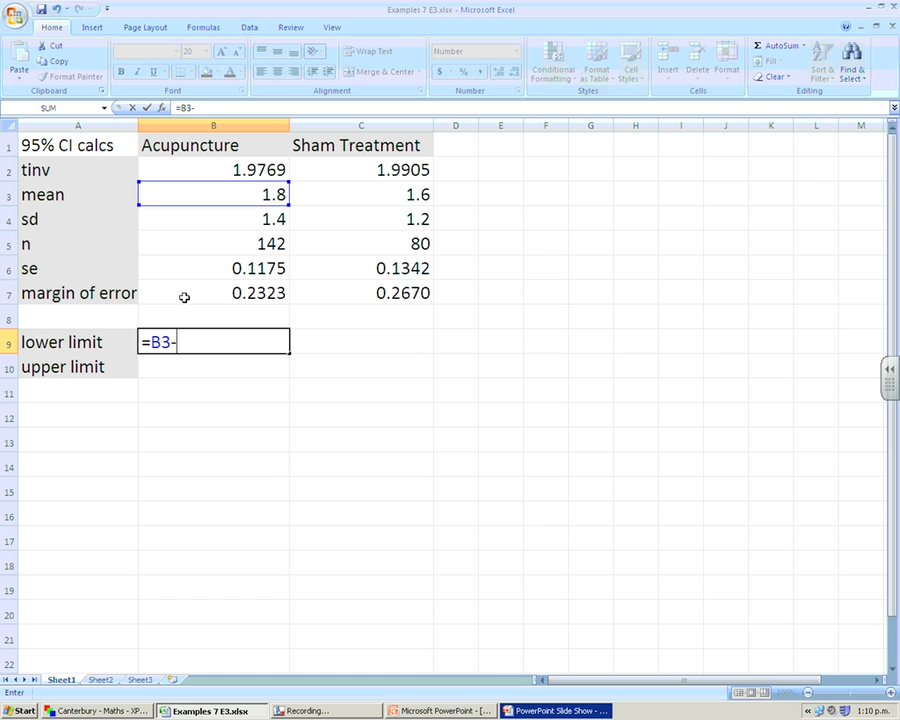 Examples 7 E3.xlsx - Microsoft Excel
Home Insert Page Layout Formulas Data Review View
Cut
Copy
Format Painter
Paste
Clipboard
20 A A
B I U A
Font
Wrap Text
Merge & Center
Alignment
Number
$ % ,
Number
Conditional Formatting
Format as Table
Cell Styles
Styles
Insert Delete Format
Cells
Σ AutoSum
Fill
Clear
Sort & Filter
Find & Select
Editing
SUM fx =B3-
A B C D E F G H I J K L M
1 95% CI calcs Acupuncture Sham Treatment
2 tinv 1.9769 1.9905
3 mean 1.8 1.6
4 sd 1.4 1.2
5 n 142 80
6 se 0.1175 0.1342
7 margin of error 0.2323 0.2670
8
9 lower limit =B3-
10 upper limit
11
12
13
14
15
16
17
18
19
20
21
22
Sheet1 Sheet2 Sheet3
Enter 100%
Start Canterbury - Maths - XP... Examples 7 E3.xlsx Recording... Microsoft PowerPoint - [... PowerPoint Slide Show - ... 1:10 p.m.